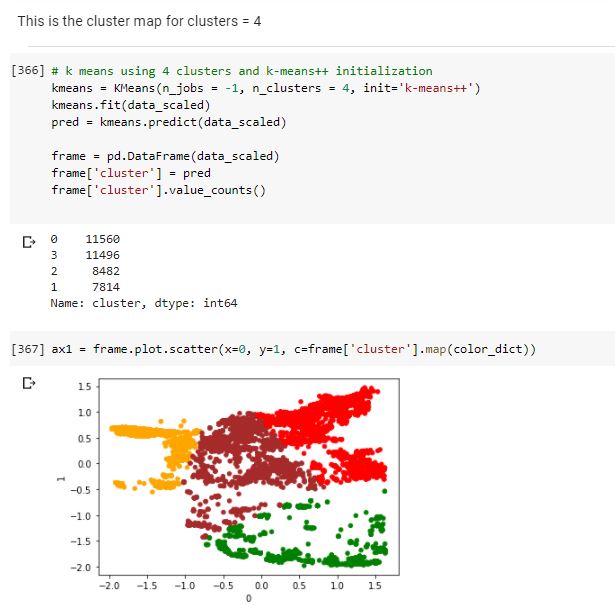 This is the cluster map for clusters = 4
[366] # k means using 4 clusters and k-means++ initialization
kmeans = KMeans(n_jobs = -1, n_clusters = 4, init='k-means++')
kmeans.fit(data_scaled)
pred = kmeans.predict(data_scaled)
frame = pd.DataFrame(data_scaled)
frame['cluster'] = pred
frame['cluster'].value_counts()
0 11560
3 11496
2 8482
1 7814
Name: cluster, dtype: int64
[367] ax1 = frame.plot.scatter(x=0, y=1, c=frame['cluster'].map(color_dict))
1.5
1.0
0.5
0.0
−0.5
−1.0
−1.5
−2.0
1
−2.0 −1.5 −1.0 −0.5 0.0 0.5 1.0 1.5
0